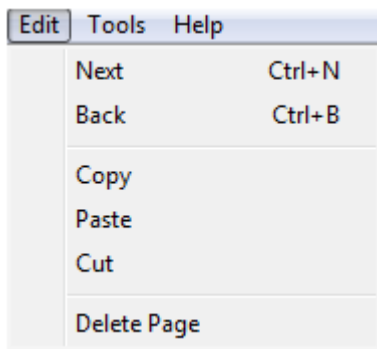 Edit Tools Help
Next Ctrl+N
Back Ctrl+B
Copy
Paste
Cut
Delete Page